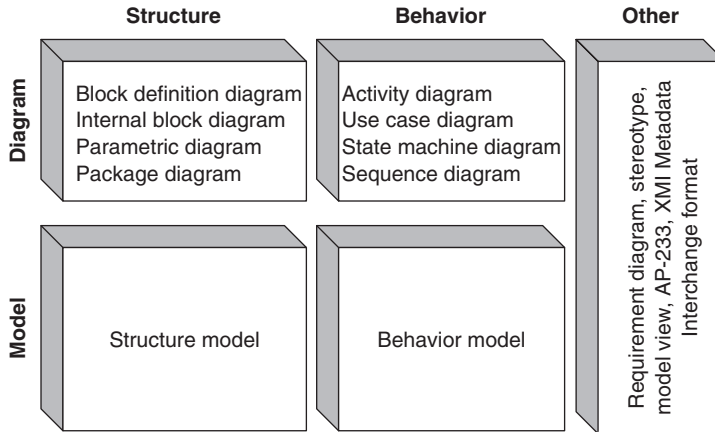 Structure
Behavior
Other
Diagram
Block definition diagram
Internal block diagram
Parametric diagram
Package diagram
Activity diagram
Use case diagram
State machine diagram
Sequence diagram
Model
Structure model
Behavior model
Requirement diagram, stereotype,
model view, AP-233, XMI Metadata
Interchange format